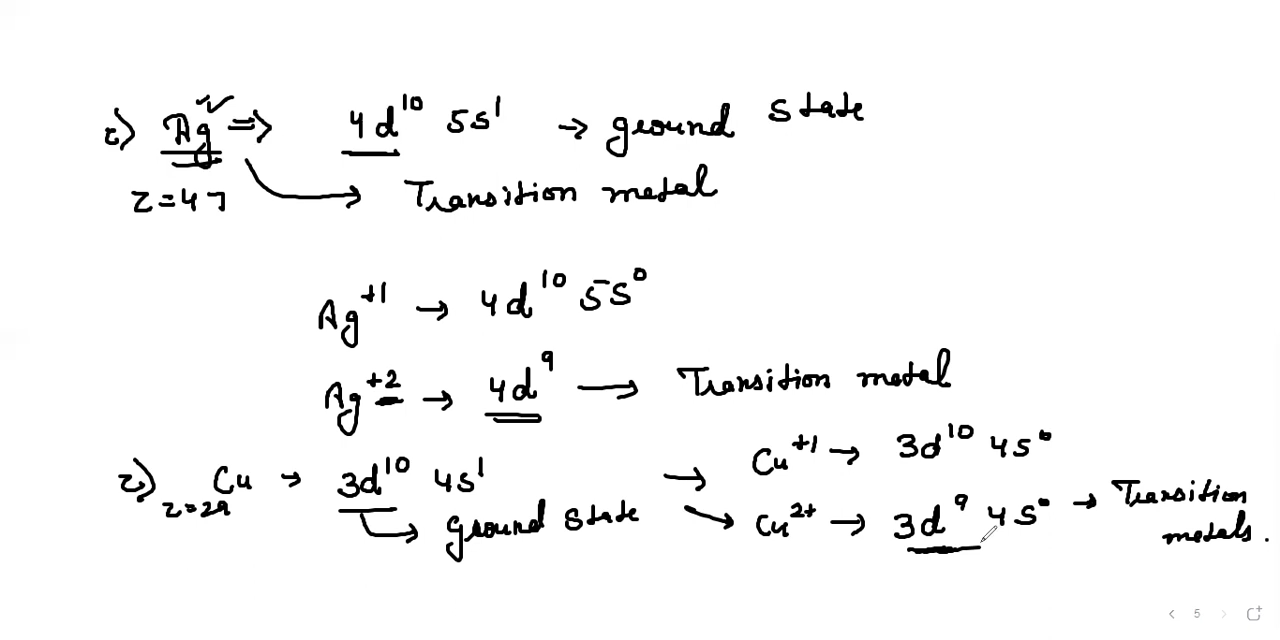 τ) Ag ⇒ 4d¹⁰ 5s¹ → ground state
Z=47 → Transition metal
Ag⁺¹ → 4d¹⁰ 5s⁰
Ag⁺² → 4d⁹ → Transition metal
Cu⁺¹ → 3d¹⁰ 4s⁰
Cu → 3d¹⁰ 4s¹ →
Z=29 → ground state
→ Cu²⁺ → 3d⁹ 4s⁰ → Transition
metals.
5